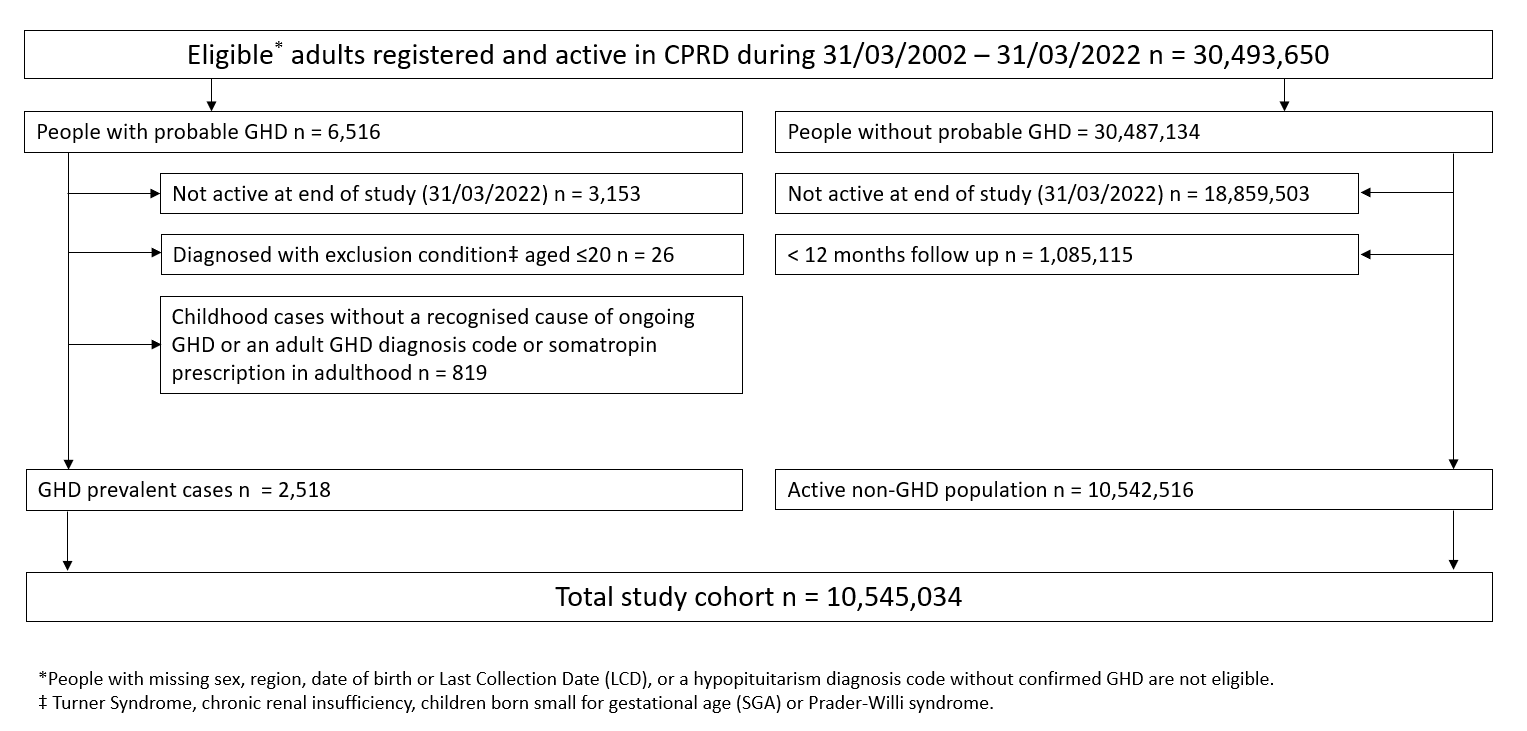 Eligible* adults registered and active in CPRD during 31/03/2002 – 31/03/2022 n = 30,493,650
People with probable GHD n = 6,516
People without probable GHD = 30,487,134
Not active at end of study (31/03/2022) n = 3,153
Not active at end of study (31/03/2022) n = 18,859,503
Diagnosed with exclusion condition‡ aged ≤20 n = 26
< 12 months follow up n = 1,085,115
Childhood cases without a recognised cause of ongoing
GHD or an adult GHD diagnosis code or somatropin
prescription in adulthood n = 819
GHD prevalent cases n = 2,518
Active non-GHD population n = 10,542,516
Total study cohort n = 10,545,034
*People with missing sex, region, date of birth or Last Collection Date (LCD), or a hypopituitarism diagnosis code without confirmed GHD are not eligible.
‡ Turner Syndrome, chronic renal insufficiency, children born small for gestational age (SGA) or Prader-Willi syndrome.